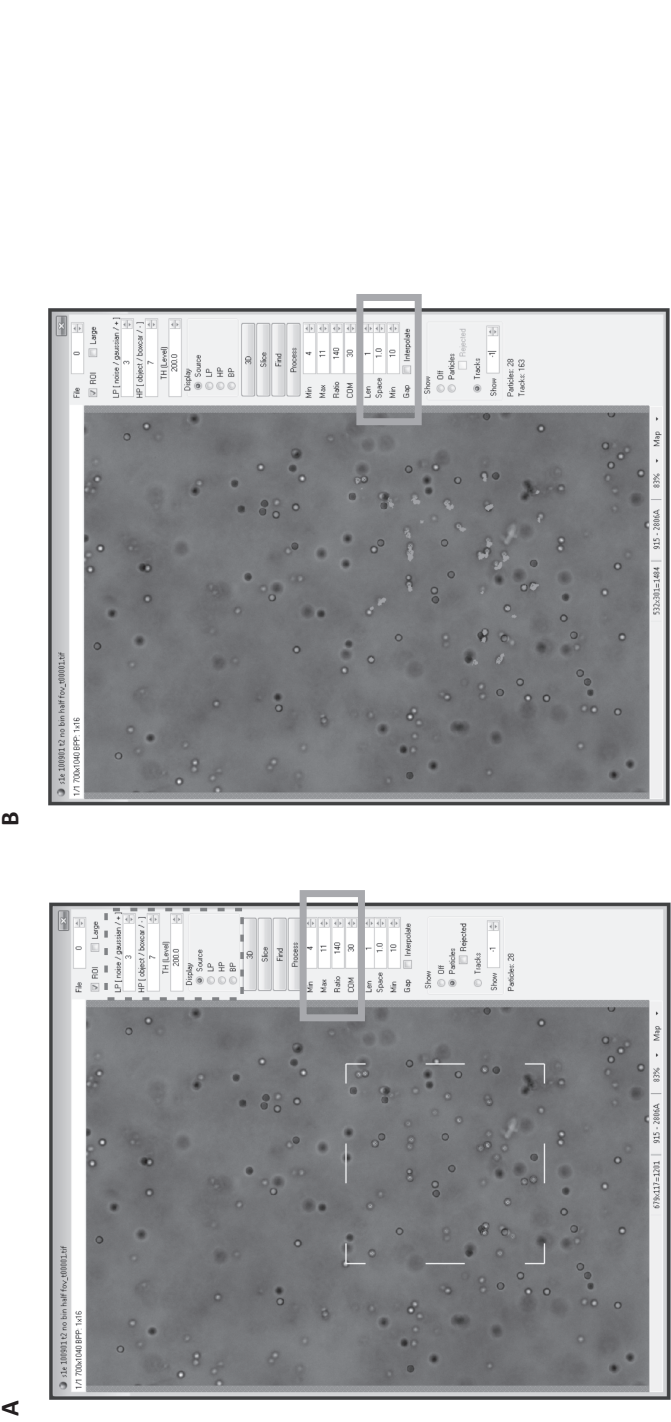 A
s1e 100901 t2 no bin half fov_t00001.tif
1/1 700x1040 BPP: 1x16
File 0
ROI Large
LP [ noise / gaussian / + ]
3
HP [ object / boxcar / - ]
7
TH (Level)
200.0
Display
Source
LP
HP
BP
3D
Slice
Find
Process
Min 4
Max 11
Ratio 140
COM 30
Len 1
Space 1.0
Min 10
Gap Interpolate
Show
Off
Particles
Rejected
Tracks
Show -1
Particles: 28
679x117=1201 915 - 2806A 83% Map
B
s1e 100901 t2 no bin half fov_t00001.tif
1/1 700x1040 BPP: 1x16
File 0
ROI Large
LP [ noise / gaussian / + ]
3
HP [ object / boxcar / - ]
7
TH (Level)
200.0
Display
Source
LP
HP
BP
3D
Slice
Find
Process
Min 4
Max 11
Ratio 140
COM 30
Len 1
Space 1.0
Min 10
Gap Interpolate
Show
Off
Particles
Rejected
Tracks
Show -1
Particles: 28
Tracks: 163
532x301=1484 915 - 2806A 83% Map